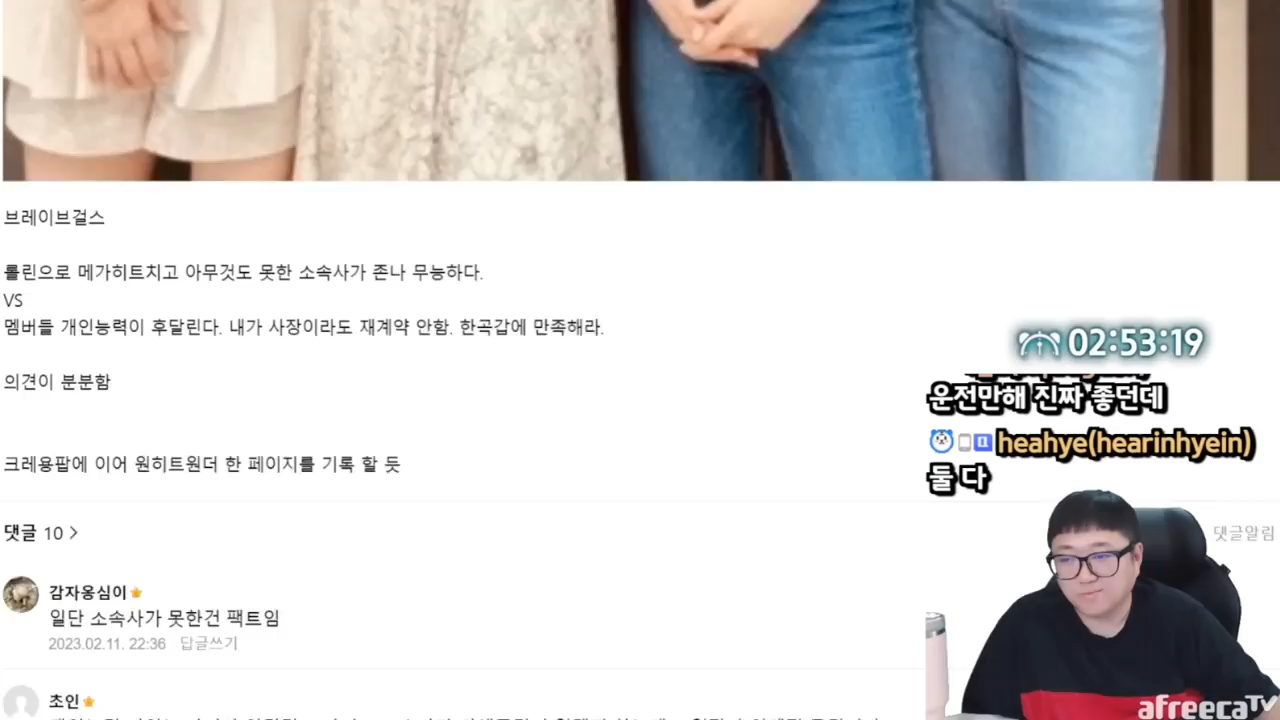 브레이브걸스
롤린으로 메가히트치고 아무것도 못한 소속사가 존나 무능하다.
VS
멤버들 개인능력이 후달린다. 내가 사장이라도 재계약 안함. 한곡갑에 만족해라.
의견이 분분함
크레용팝에 이어 원히트원더 한 페이지를 기록 할 듯
02:53:19
운전만해 진짜 좋던데
heahye(hearinhyein)
둘 다
댓글 10 >
댓글알림
감자옹심이
일단 소속사가 못한건 팩트임
2023.02.11. 22:36 답글쓰기
초인
afreecaTV